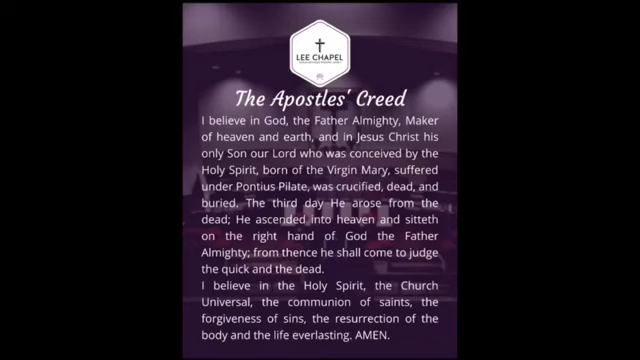 LEE CHAPEL
The Apostles' Creed
I believe in God, the Father Almighty, Maker
of heaven and earth, and in Jesus Christ his
only Son our Lord who was conceived by the
Holy Spirit, born of the Virgin Mary, suffered
under Pontius Pilate, was crucified, dead, and
buried. The third day He arose from the
dead; He ascended into heaven and sitteth
on the right hand of God the Father
Almighty; from thence he shall come to judge
the quick and the dead.
I believe in the Holy Spirit, the Church
Universal, the communion of saints, the
forgiveness of sins, the resurrection of the
body and the life everlasting. AMEN.